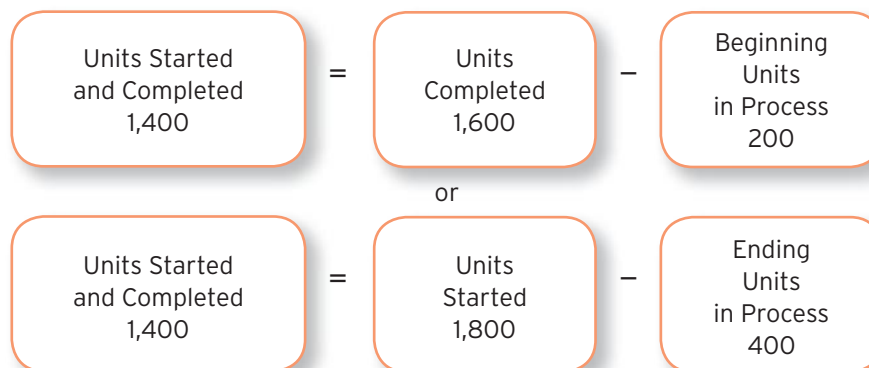 Units Started
and Completed
1,400
=
Units
Completed
1,600
−
Beginning
Units
in Process
200
or
Units Started
and Completed
1,400
=
Units
Started
1,800
−
Ending
Units
in Process
400